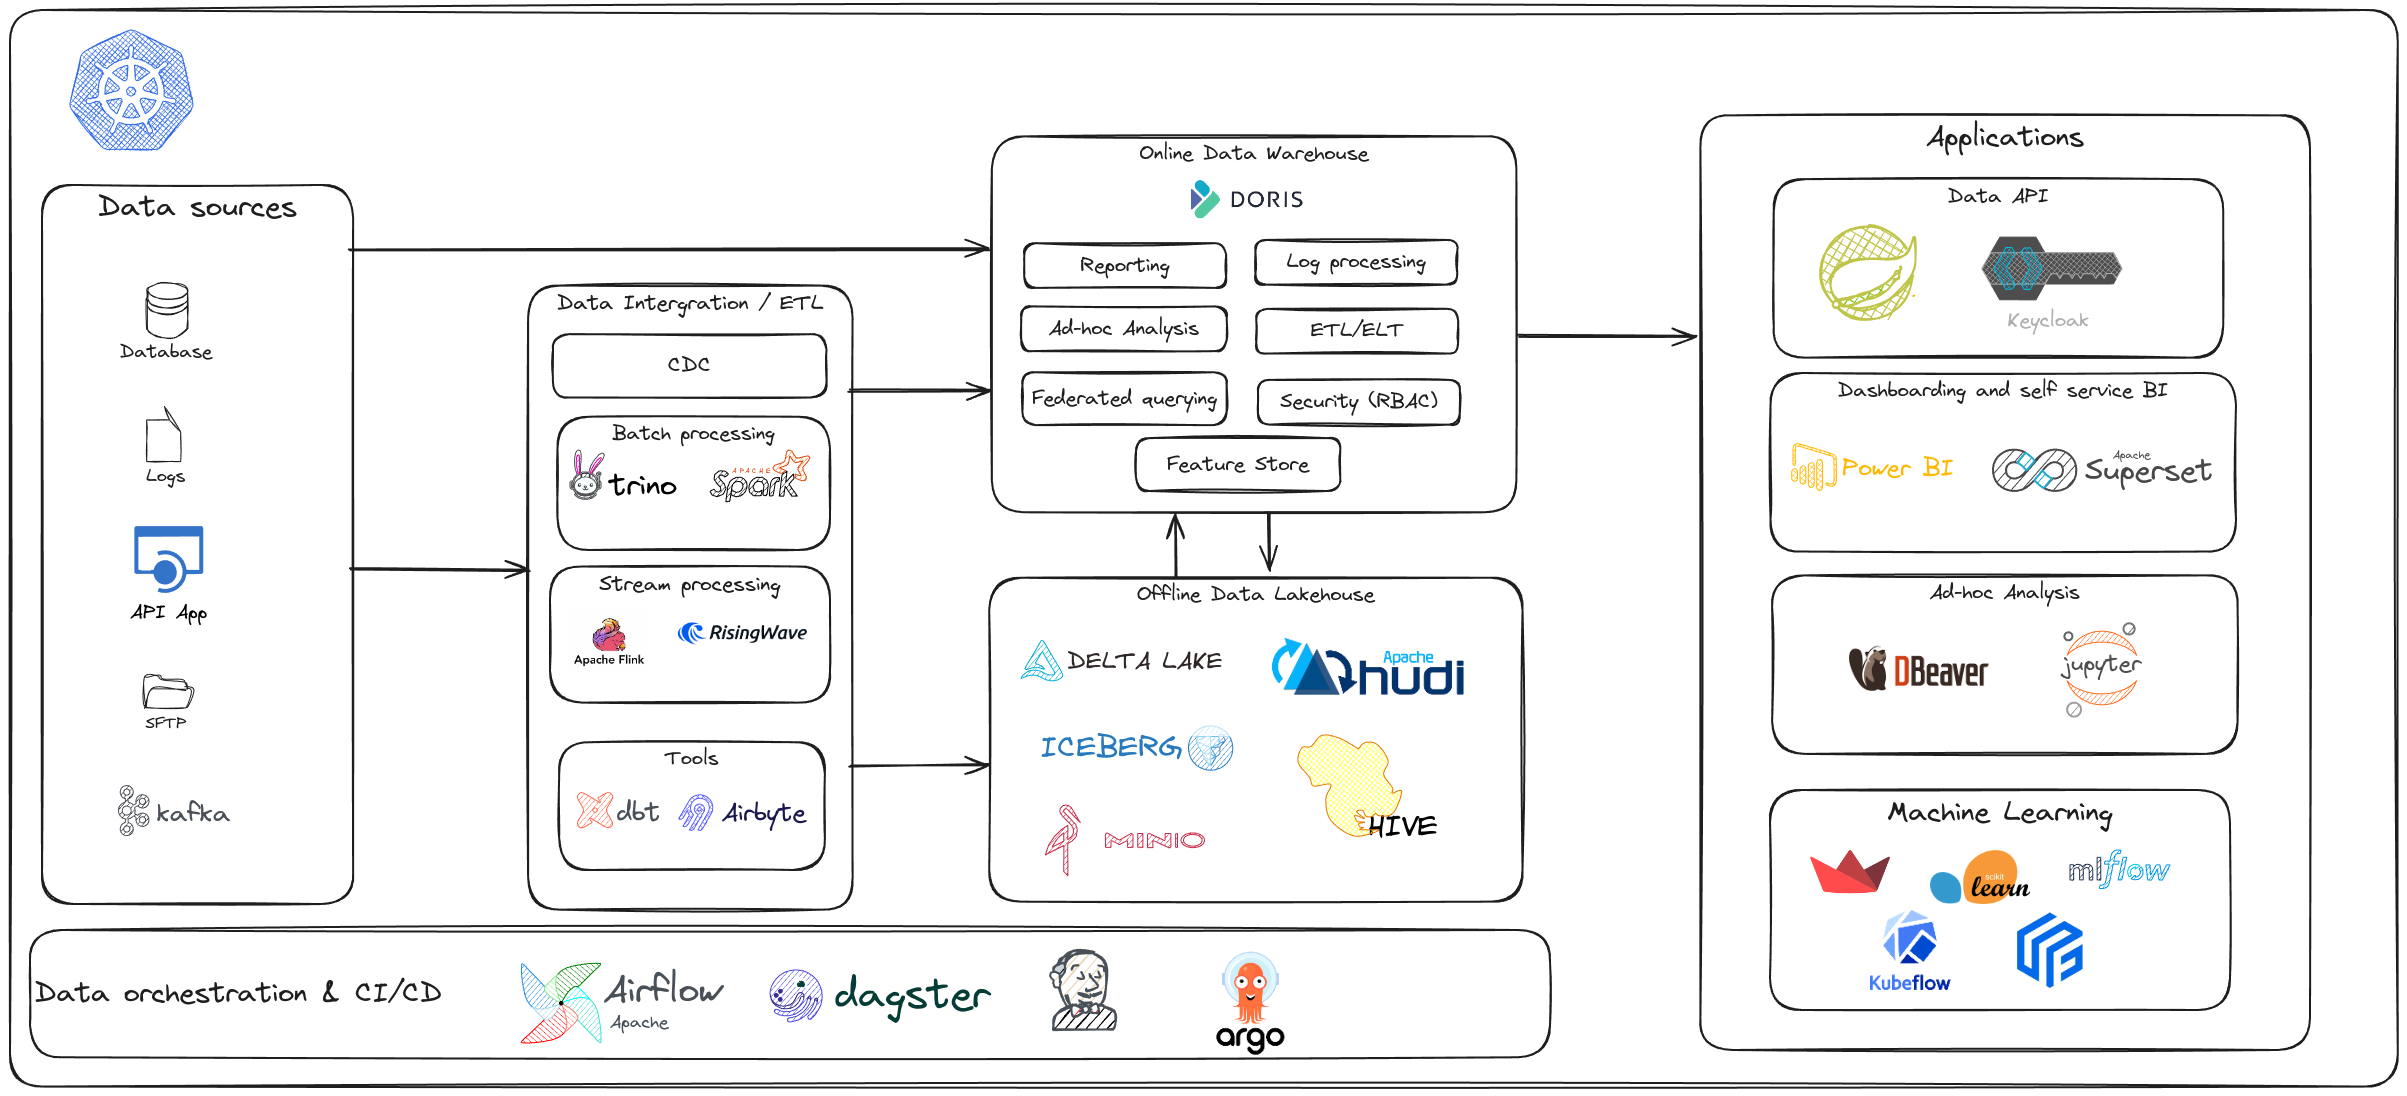 Data sources
Database
Logs
API App
SFTP
kafka
Data Intergration / ETL
CDC
Batch processing
trino
APACHE
Spark
Stream processing
Apache Flink
RisingWave
Tools
dbt
Airbyte
Online Data Warehouse
DORIS
Reporting
Log processing
Ad-hoc Analysis
ETL/ELT
Federated querying
Security (RBAC)
Feature Store
Offline Data Lakehouse
DELTA LAKE
Apache
hudi
ICEBERG
HIVE
MINIO
Applications
Data API
Keycloak
Dashboarding and self service BI
Power BI
Apache
Superset
Ad-hoc Analysis
DBeaver
jupyter
Machine Learning
scikit
learn
mlflow
Kubeflow
Data orchestration & CI/CD
Airflow
Apache
dagster
argo